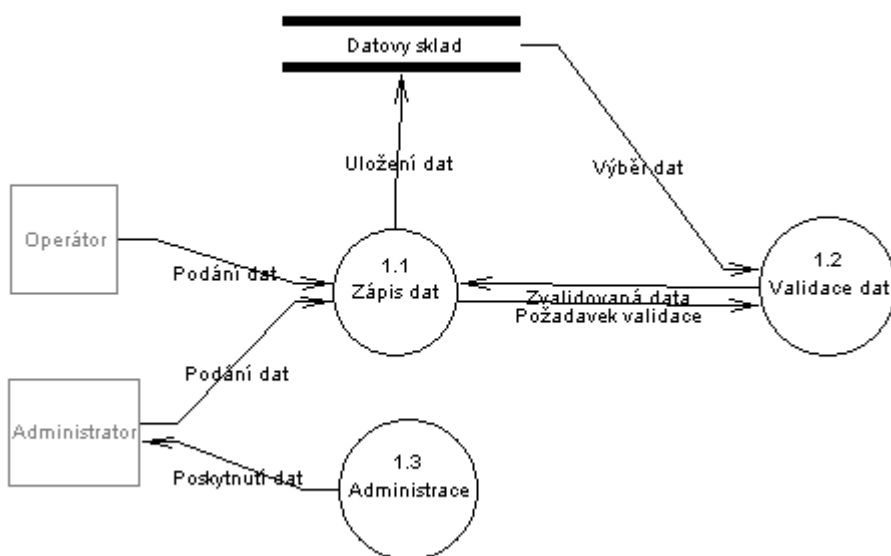 Datovy sklad
Uložení dat
Výběr dat
Operátor
Podání dat
1.1
Zápis dat
1.2
Validace dat
Zvalidovaná data
Požadavek validace
Podání dat
Administrator
Poskytnutí dat
1.3
Administrace